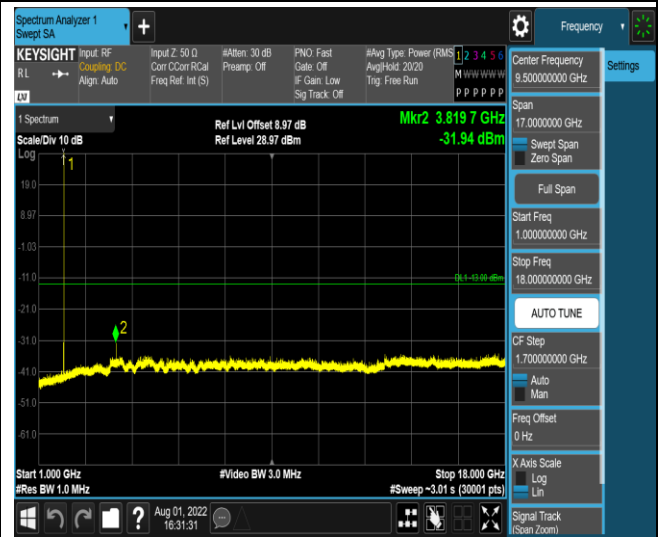 Spectrum Analyzer 1
Swept SA
+
Frequency
KEYSIGHT
RL
LXI
Input: RF
Coupling: DC
Align: Auto
Input Z: 50 Ω
Corr CCorr RCal
Freq Ref: Int (S)
#Atten: 30 dB
Preamp: Off
PNO: Fast
Gate: Off
IF Gain: Low
Sig Track: Off
#Avg Type: Power (RMS
Avg|Hold: 20/20
Trig: Free Run
1 2 3 4 5 6
M W W W W W
P P P P P P
1 Spectrum
Scale/Div 10 dB
Log
Ref Lvl Offset 8.97 dB
Ref Level 28.97 dBm
Mkr2 3.819 7 GHz
-31.94 dBm
1
19.0
8.97
-1.03
-11.0
DL1 -13.00 dBm
-21.0
2
-31.0
-41.0
-51.0
-61.0
Start 1.000 GHz
#Res BW 1.0 MHz
#Video BW 3.0 MHz
Stop 18.000 GHz
#Sweep ~3.01 s (30001 pts)
?
Aug 01, 2022
16:31:31
Center Frequency
9.500000000 GHz
Settings
Span
17.0000000 GHz
Swept Span
Zero Span
Full Span
Start Freq
1.000000000 GHz
Stop Freq
18.00000000 GHz
AUTO TUNE
CF Step
1.700000000 GHz
Auto
Man
Freq Offset
0 Hz
X Axis Scale
Log
Lin
Signal Track
(Span Zoom)